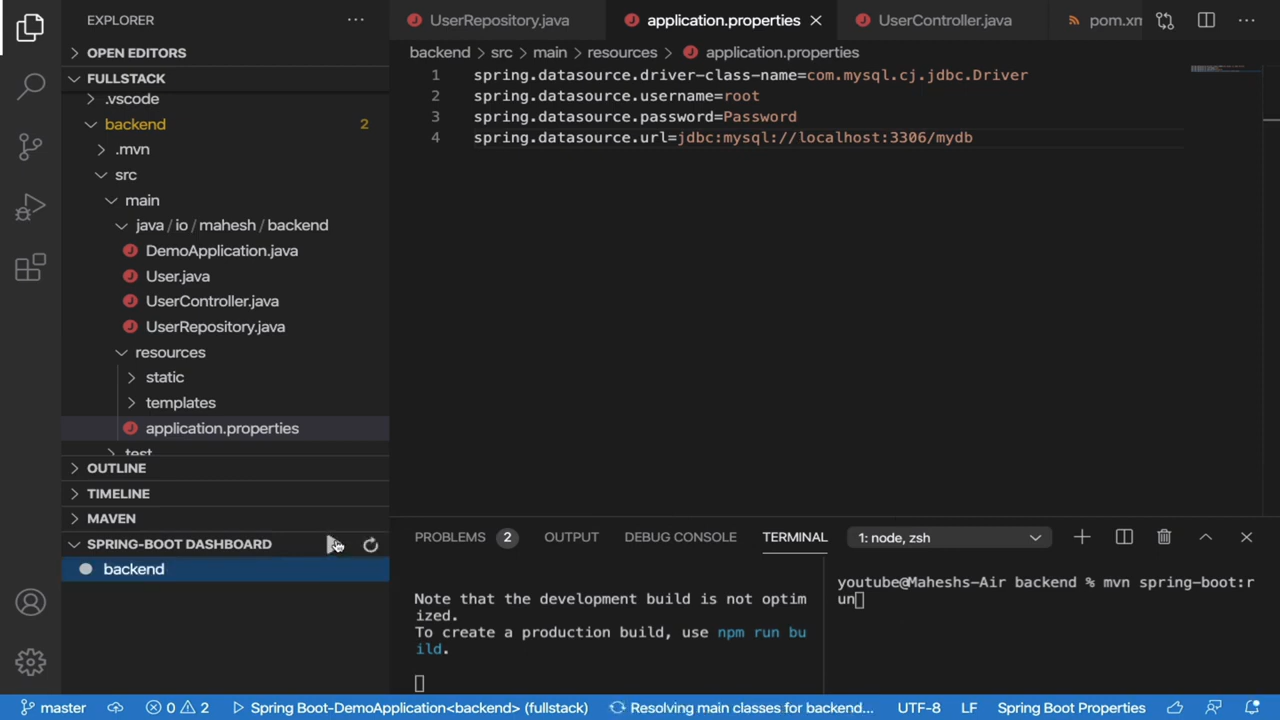 EXPLORER
OPEN EDITORS
FULLSTACK
.vscode
backend 2
.mvn
src
main
java / io / mahesh / backend
DemoApplication.java
User.java
UserController.java
UserRepository.java
resources
static
templates
application.properties
test
OUTLINE
TIMELINE
MAVEN
SPRING-BOOT DASHBOARD
backend
UserRepository.java application.properties UserController.java pom.xm
backend > src > main > resources > application.properties
1 spring.datasource.driver-class-name=com.mysql.cj.jdbc.Driver
2 spring.datasource.username=root
3 spring.datasource.password=Password
4 spring.datasource.url=jdbc:mysql://localhost:3306/mydb
PROBLEMS 2 OUTPUT DEBUG CONSOLE TERMINAL 1: node, zsh
Note that the development build is not optim
ized.
To create a production build, use npm run bu
ild.
youtube@Maheshs-Air backend % mvn spring-boot:r
un
master 0 2 Spring Boot-DemoApplication<backend> (fullstack) Resolving main classes for backend... UTF-8 LF Spring Boot Properties